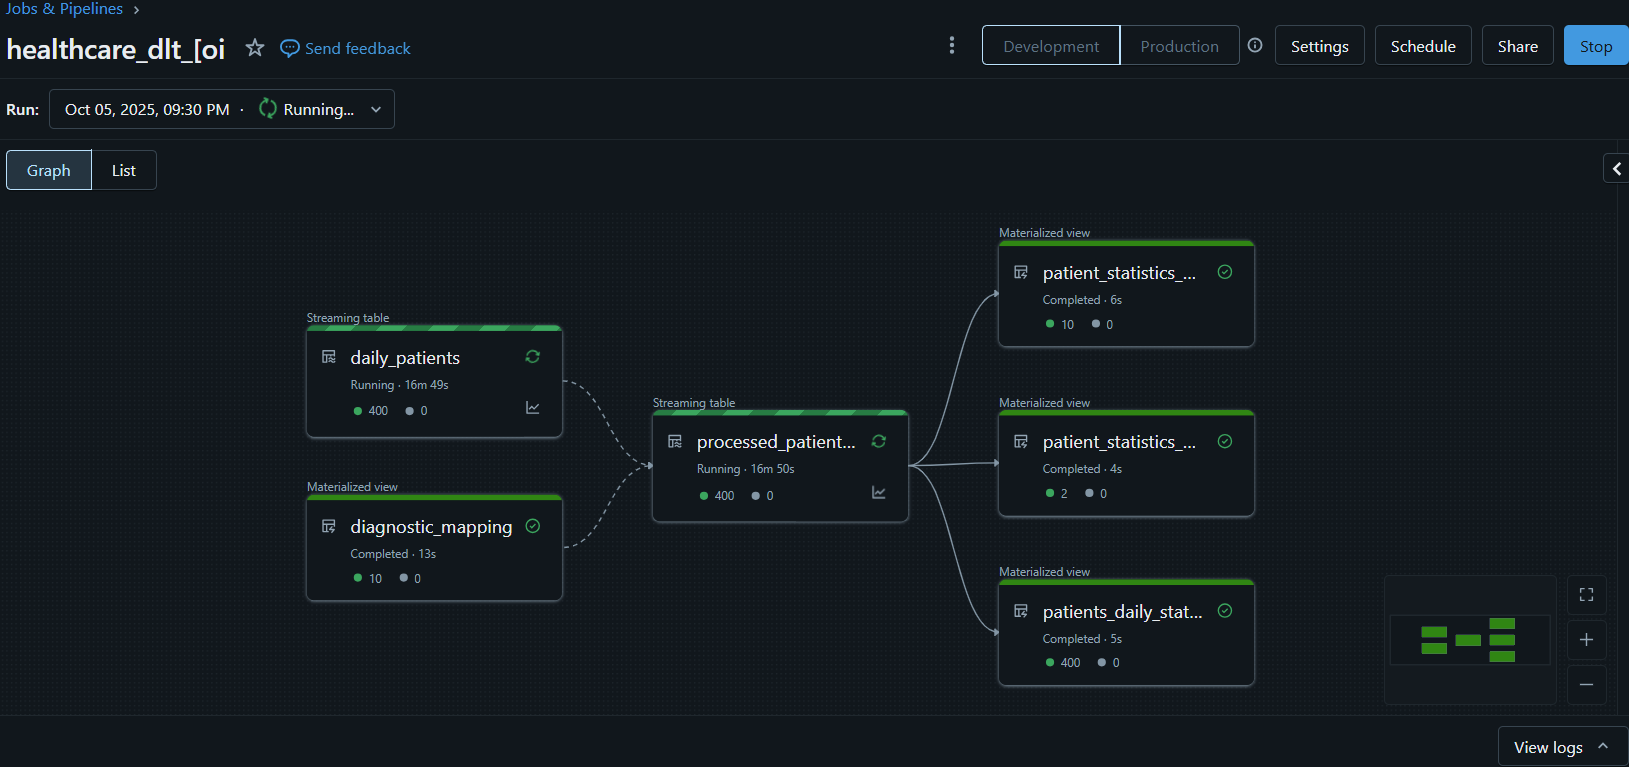 Jobs & Pipelines
healthcare_dlt_[oi
Send feedback
Development
Production
Settings
Schedule
Share
Stop
Run:
Oct 05, 2025, 09:30 PM · Running...
Graph
List
Streaming table
daily_patients
Running · 16m 49s
400 0
Materialized view
diagnostic_mapping
Completed · 13s
10 0
Streaming table
processed_patient...
Running · 16m 50s
400 0
Materialized view
patient_statistics_...
Completed · 6s
10 0
Materialized view
patient_statistics_...
Completed · 4s
2 0
Materialized view
patients_daily_stat...
Completed · 5s
400 0
View logs